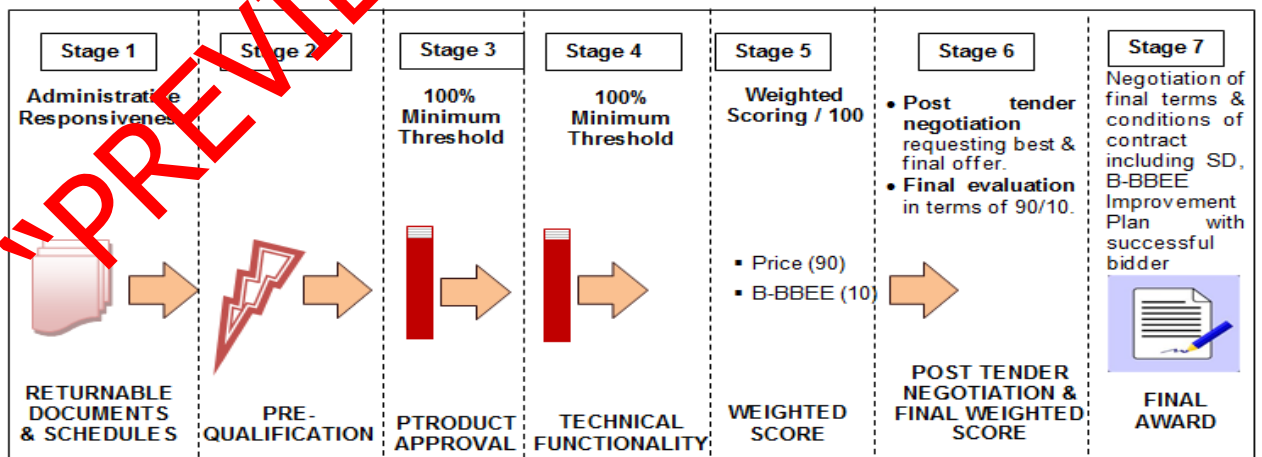 Stage 1
Administrative
Responsiveness
RETURNABLE
DOCUMENTS
& SCHEDULES
Stage 2
PRE-
QUALIFICATION
Stage 3
100%
Minimum
Threshold
PTRODUCT
APPROVAL
Stage 4
100%
Minimum
Threshold
TECHNICAL
FUNCTIONALITY
Stage 5
Weighted
Scoring / 100
▪ Price (90)
▪ B-BBEE (10)
WEIGHTED
SCORE
Stage 6
• Post tender
negotiation
requesting best &
final offer.
• Final evaluation
in terms of 90/10.
POST TENDER
NEGOTIATION &
FINAL WEIGHTED
SCORE
Stage 7
Negotiation of
final terms &
conditions of
contract
including SD,
B-BBEE
Improvement
Plan with
successful
bidder
FINAL
AWARD